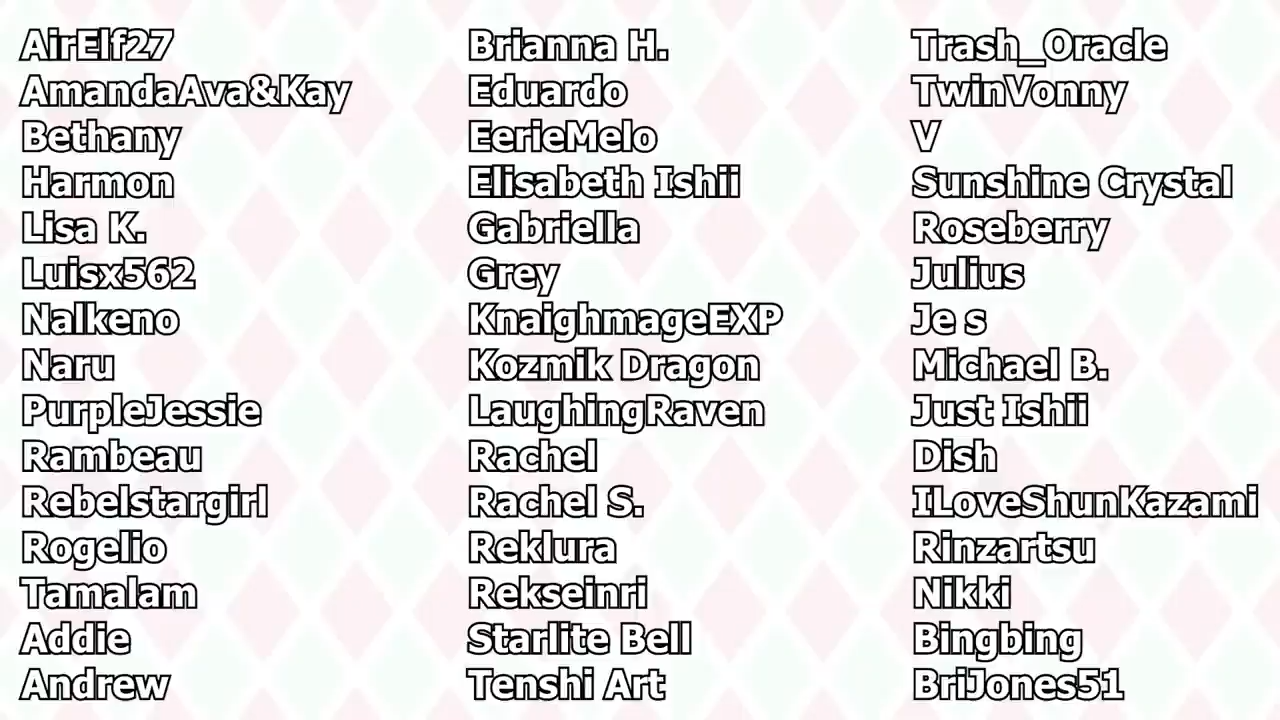 AirElf27
AmandaAva&Kay
Bethany
Harmon
Lisa K.
Luisx562
Nalkeno
Naru
PurpleJessie
Rambeau
Rebelstargirl
Rogelio
Tamalam
Addie
Andrew
Brianna H.
Eduardo
EerieMelo
Elisabeth Ishii
Gabriella
Grey
KnaighmageEXP
Kozmik Dragon
LaughingRaven
Rachel
Rachel S.
Reklura
Rekseinri
Starlite Bell
Tenshi Art
Trash_Oracle
TwinVonny
V
Sunshine Crystal
Roseberry
Julius
Je s
Michael B.
Just Ishii
Dish
ILoveShunKazami
Rinzartsu
Nikki
Bingbing
BriJones51